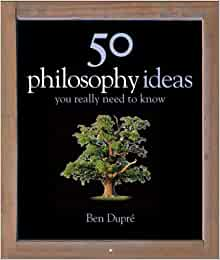 50
philosophy ideas
you really need to know
Ben Dupré